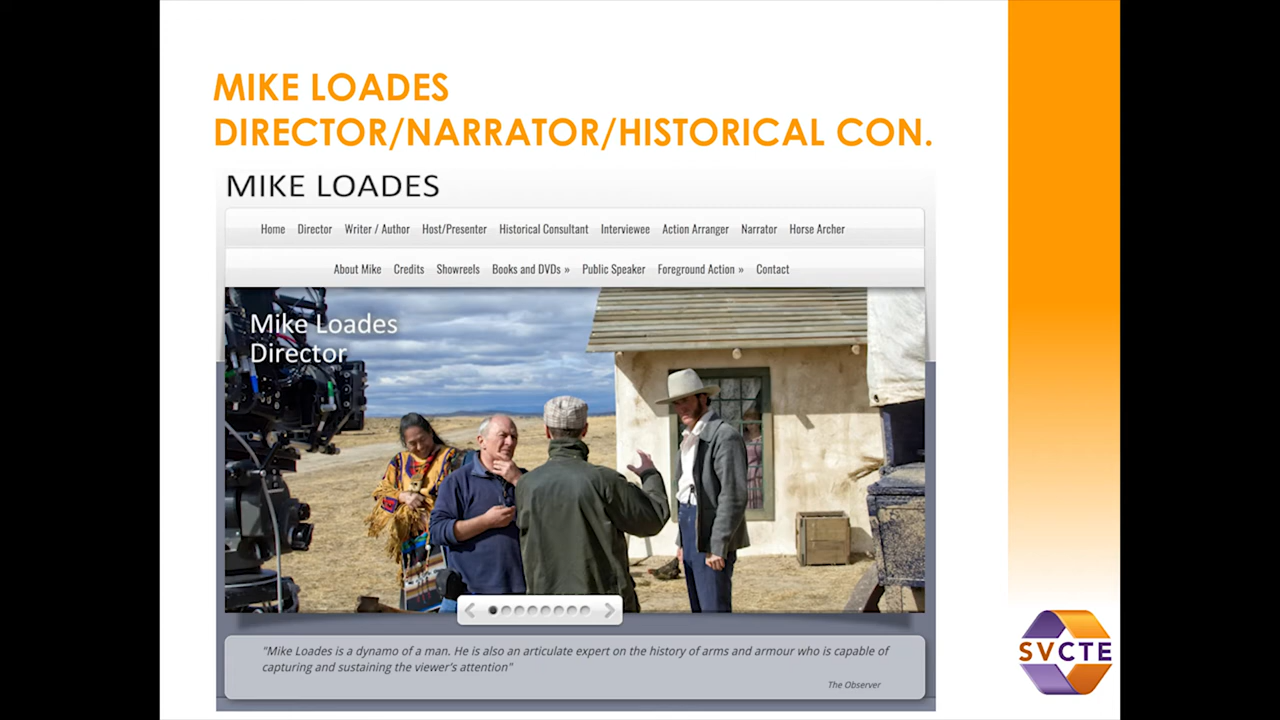 MIKE LOADES
DIRECTOR/NARRATOR/HISTORICAL CON.
MIKE LOADES
Home Director Writer / Author Host/Presenter Historical Consultant Interviewee Action Arranger Narrator Horse Archer
About Mike Credits Showreels Books and DVDs » Public Speaker Foreground Action » Contact
Mike Loades
Director
"Mike Loades is a dynamo of a man. He is also an articulate expert on the history of arms and armour who is capable of
capturing and sustaining the viewer's attention"
The Observer
SVCTE